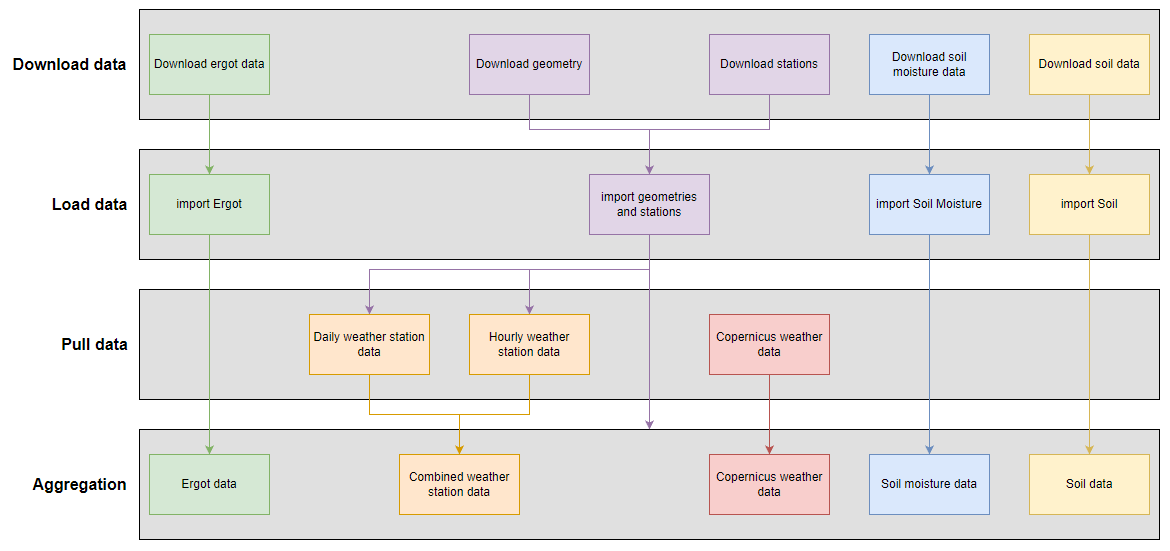 Download data
Download ergot data
Download geometry
Download stations
Download soil
moisture data
Download soil data
Load data
import Ergot
import geometries
and stations
import Soil Moisture
import Soil
Pull data
Daily weather station
data
Hourly weather
station data
Copernicus weather
data
Aggregation
Ergot data
Combined weather
station data
Copernicus weather
data
Soil moisture data
Soil data